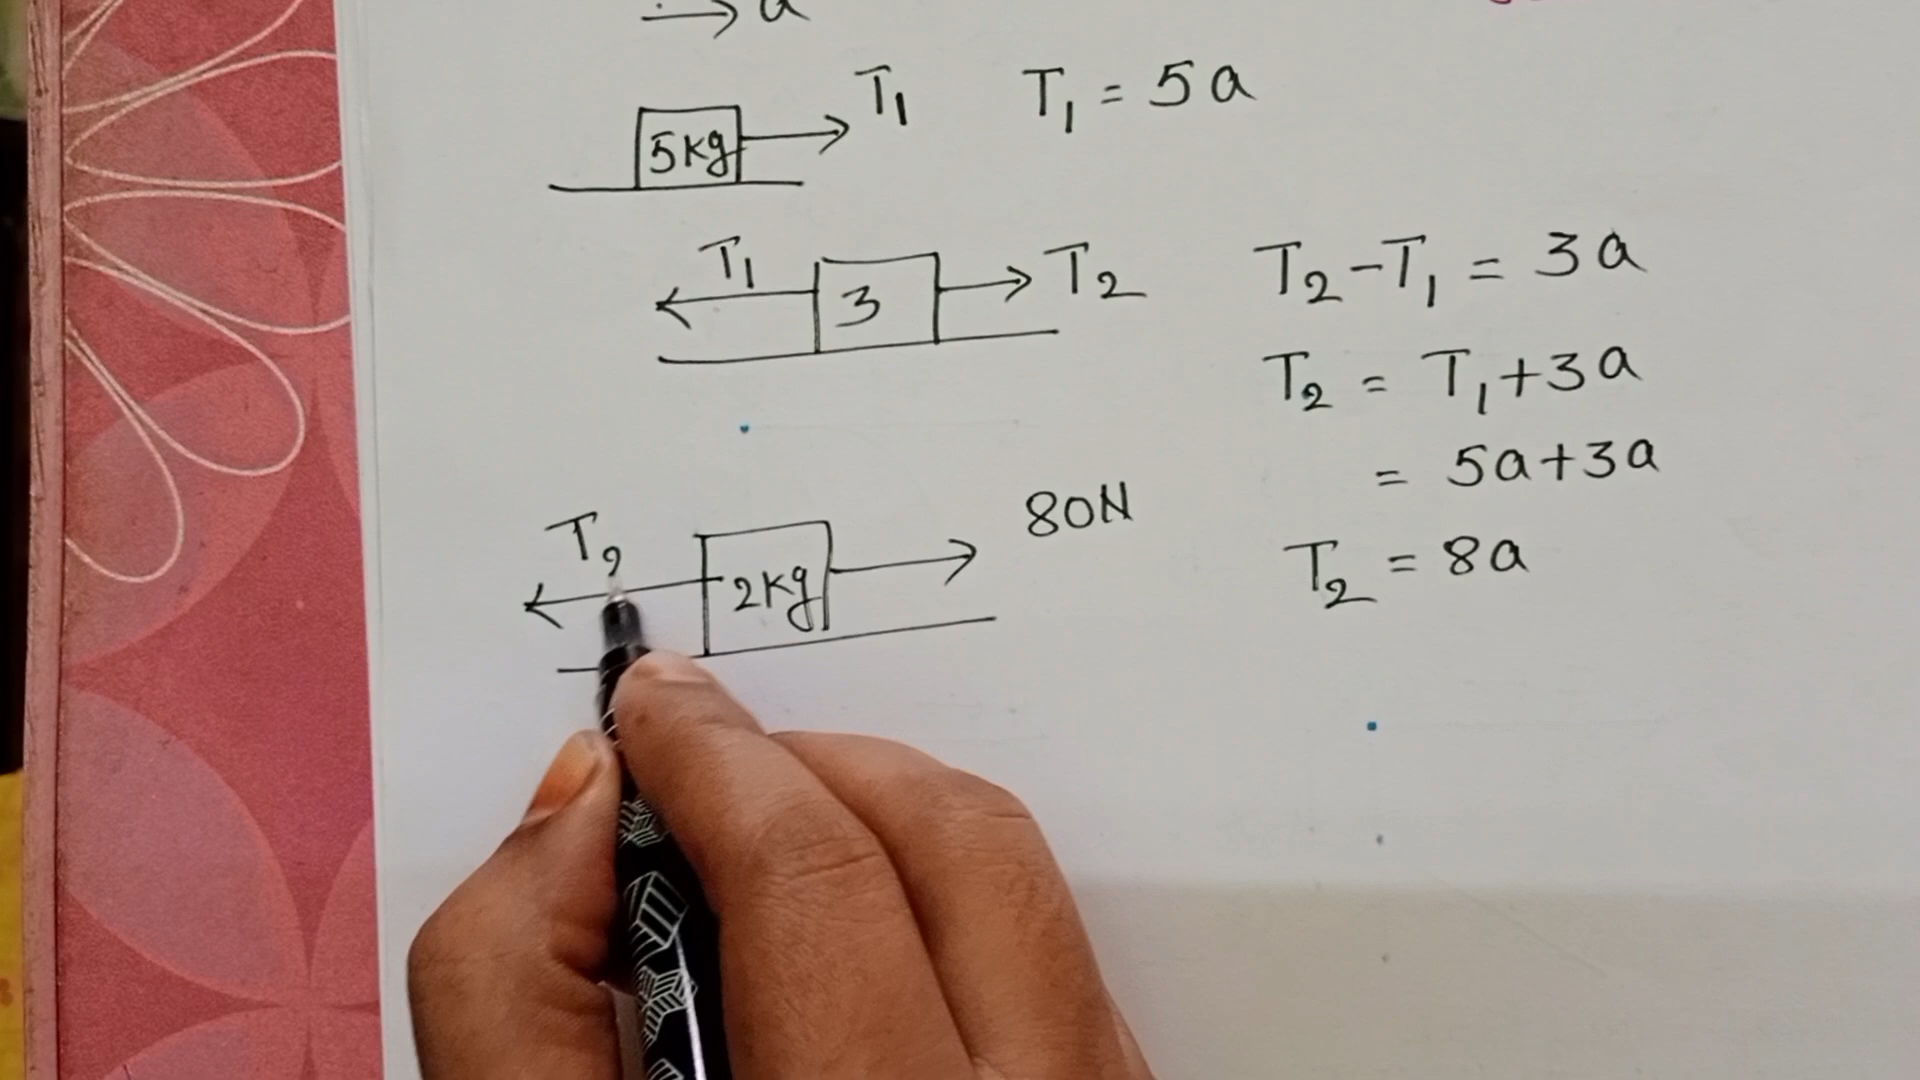 a
5kg T1 T1 = 5a
T1 3 T2 T2-T1 = 3a
T2 = T1+3a
= 5a+3a
T2 2kg 80N
T2 = 8a